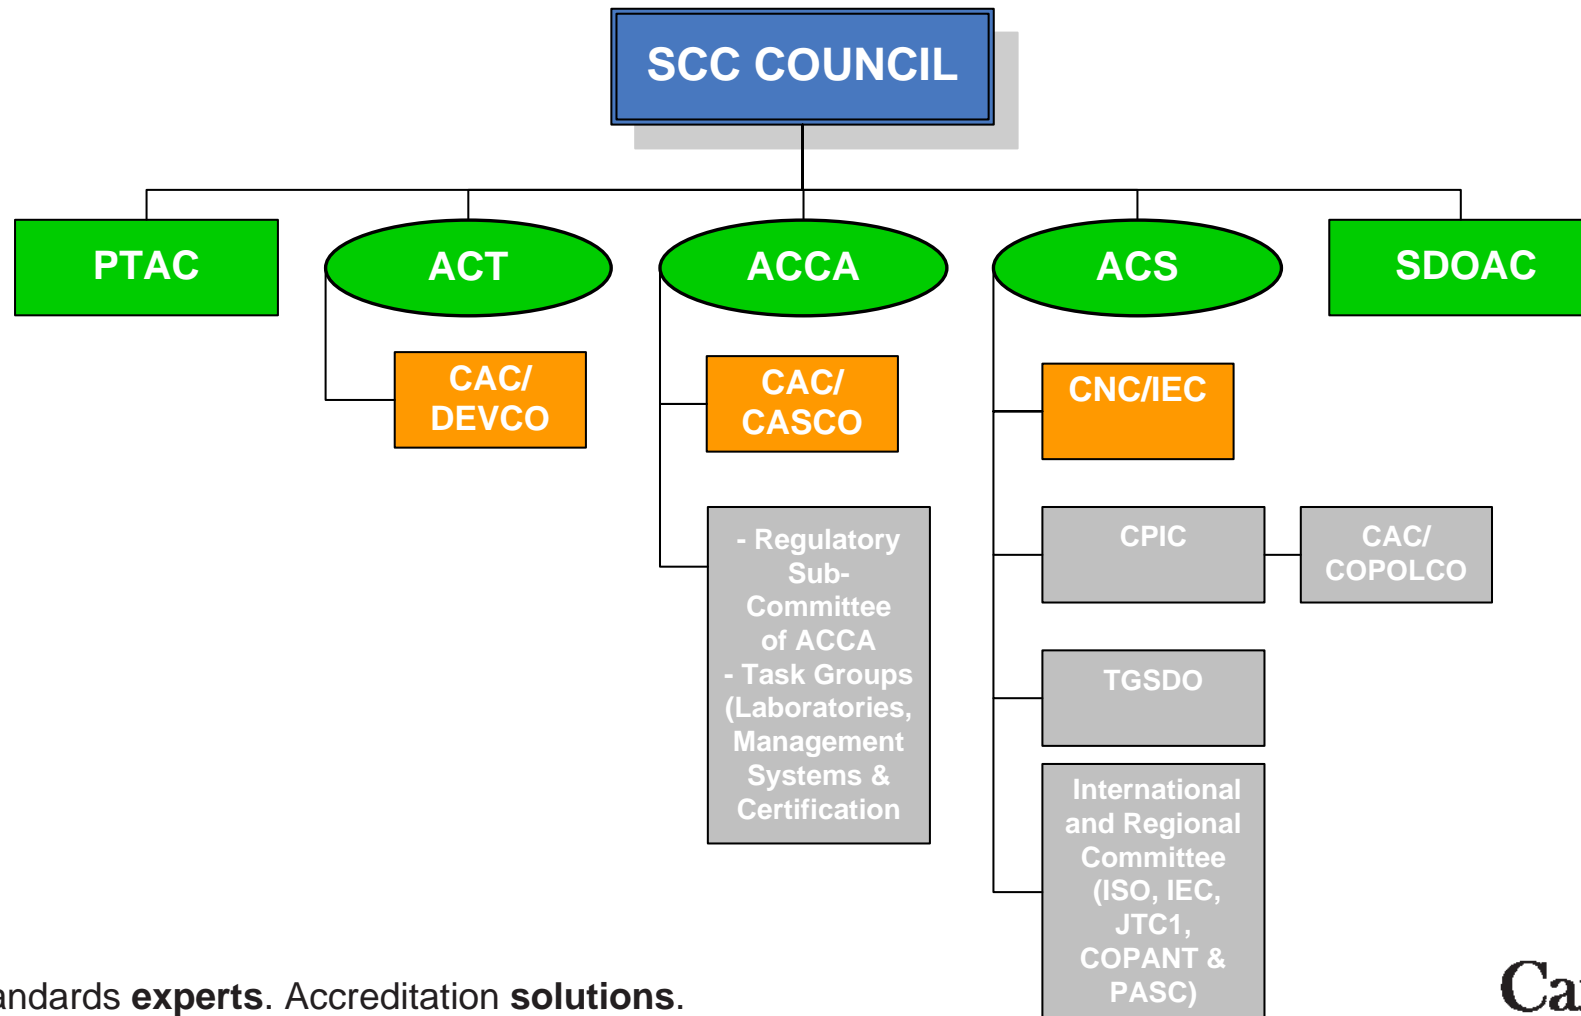 SCC COUNCIL
PTAC
ACT
ACCA
ACS
SDOAC
CAC/
DEVCO
CAC/
CASCO
CNC/IEC
- Regulatory
Sub-
Committee
of ACCA
- Task Groups
(Laboratories,
Management
Systems &
Certification
CPIC
CAC/
COPOLCO
TGSDO
International
and Regional
Committee
(ISO, IEC,
JTC1,
COPANT &
PASC)
andards experts. Accreditation solutions.
Ca